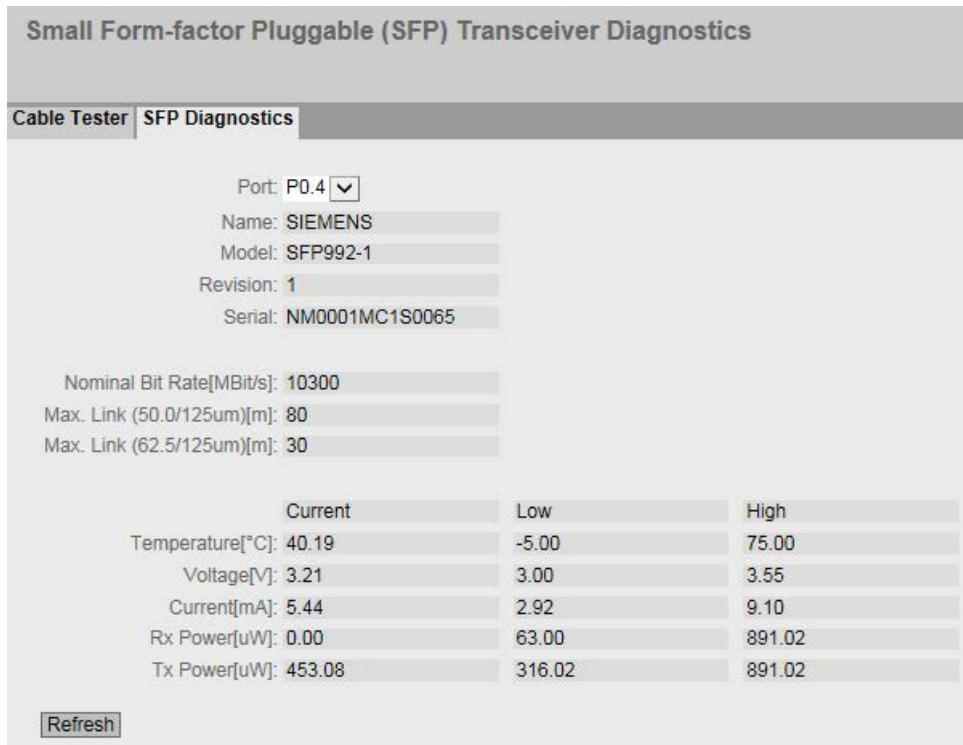 Small Form-factor Pluggable (SFP) Transceiver Diagnostics
Cable Tester SFP Diagnostics
Port: P0.4
Name: SIEMENS
Model: SFP992-1
Revision: 1
Serial: NM0001MC1S0065
Nominal Bit Rate[MBit/s]: 10300
Max. Link (50.0/125um)[m]: 80
Max. Link (62.5/125um)[m]: 30
Current Low High
Temperature[°C]: 40.19 -5.00 75.00
Voltage[V]: 3.21 3.00 3.55
Current[mA]: 5.44 2.92 9.10
Rx Power[uW]: 0.00 63.00 891.02
Tx Power[uW]: 453.08 316.02 891.02
Refresh